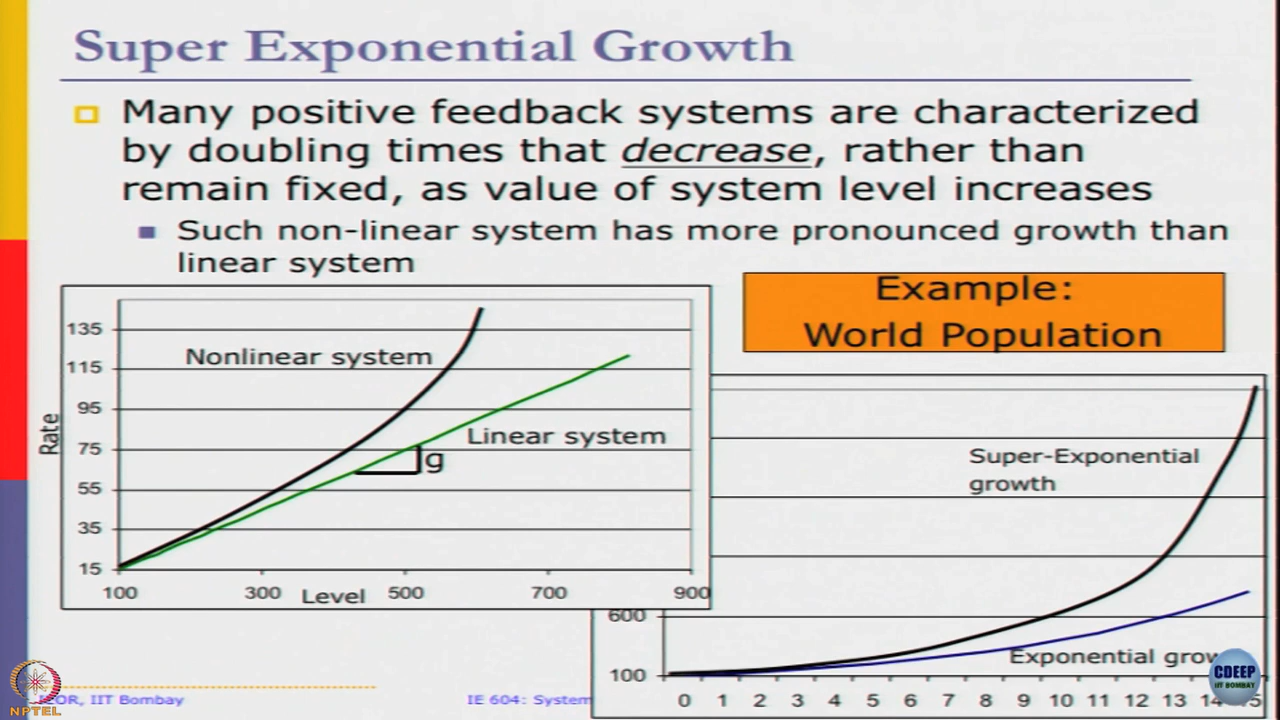 Super Exponential Growth
Many positive feedback systems are characterized
by doubling times that decrease, rather than
remain fixed, as value of system level increases
Such non-linear system has more pronounced growth than
linear system
Example:
World Population
135
115
95
75
55
35
15
Rate
Nonlinear system
Linear system
g
100 300 500 700 900
Level
Super-Exponential
growth
600
100
Exponential grow
0 1 2 3 4 5 6 7 8 9 10 11 12 13 14 15
IEOR, IIT Bombay
IE 604: System
NPTEL
CDEEP
IIT BOMBAY